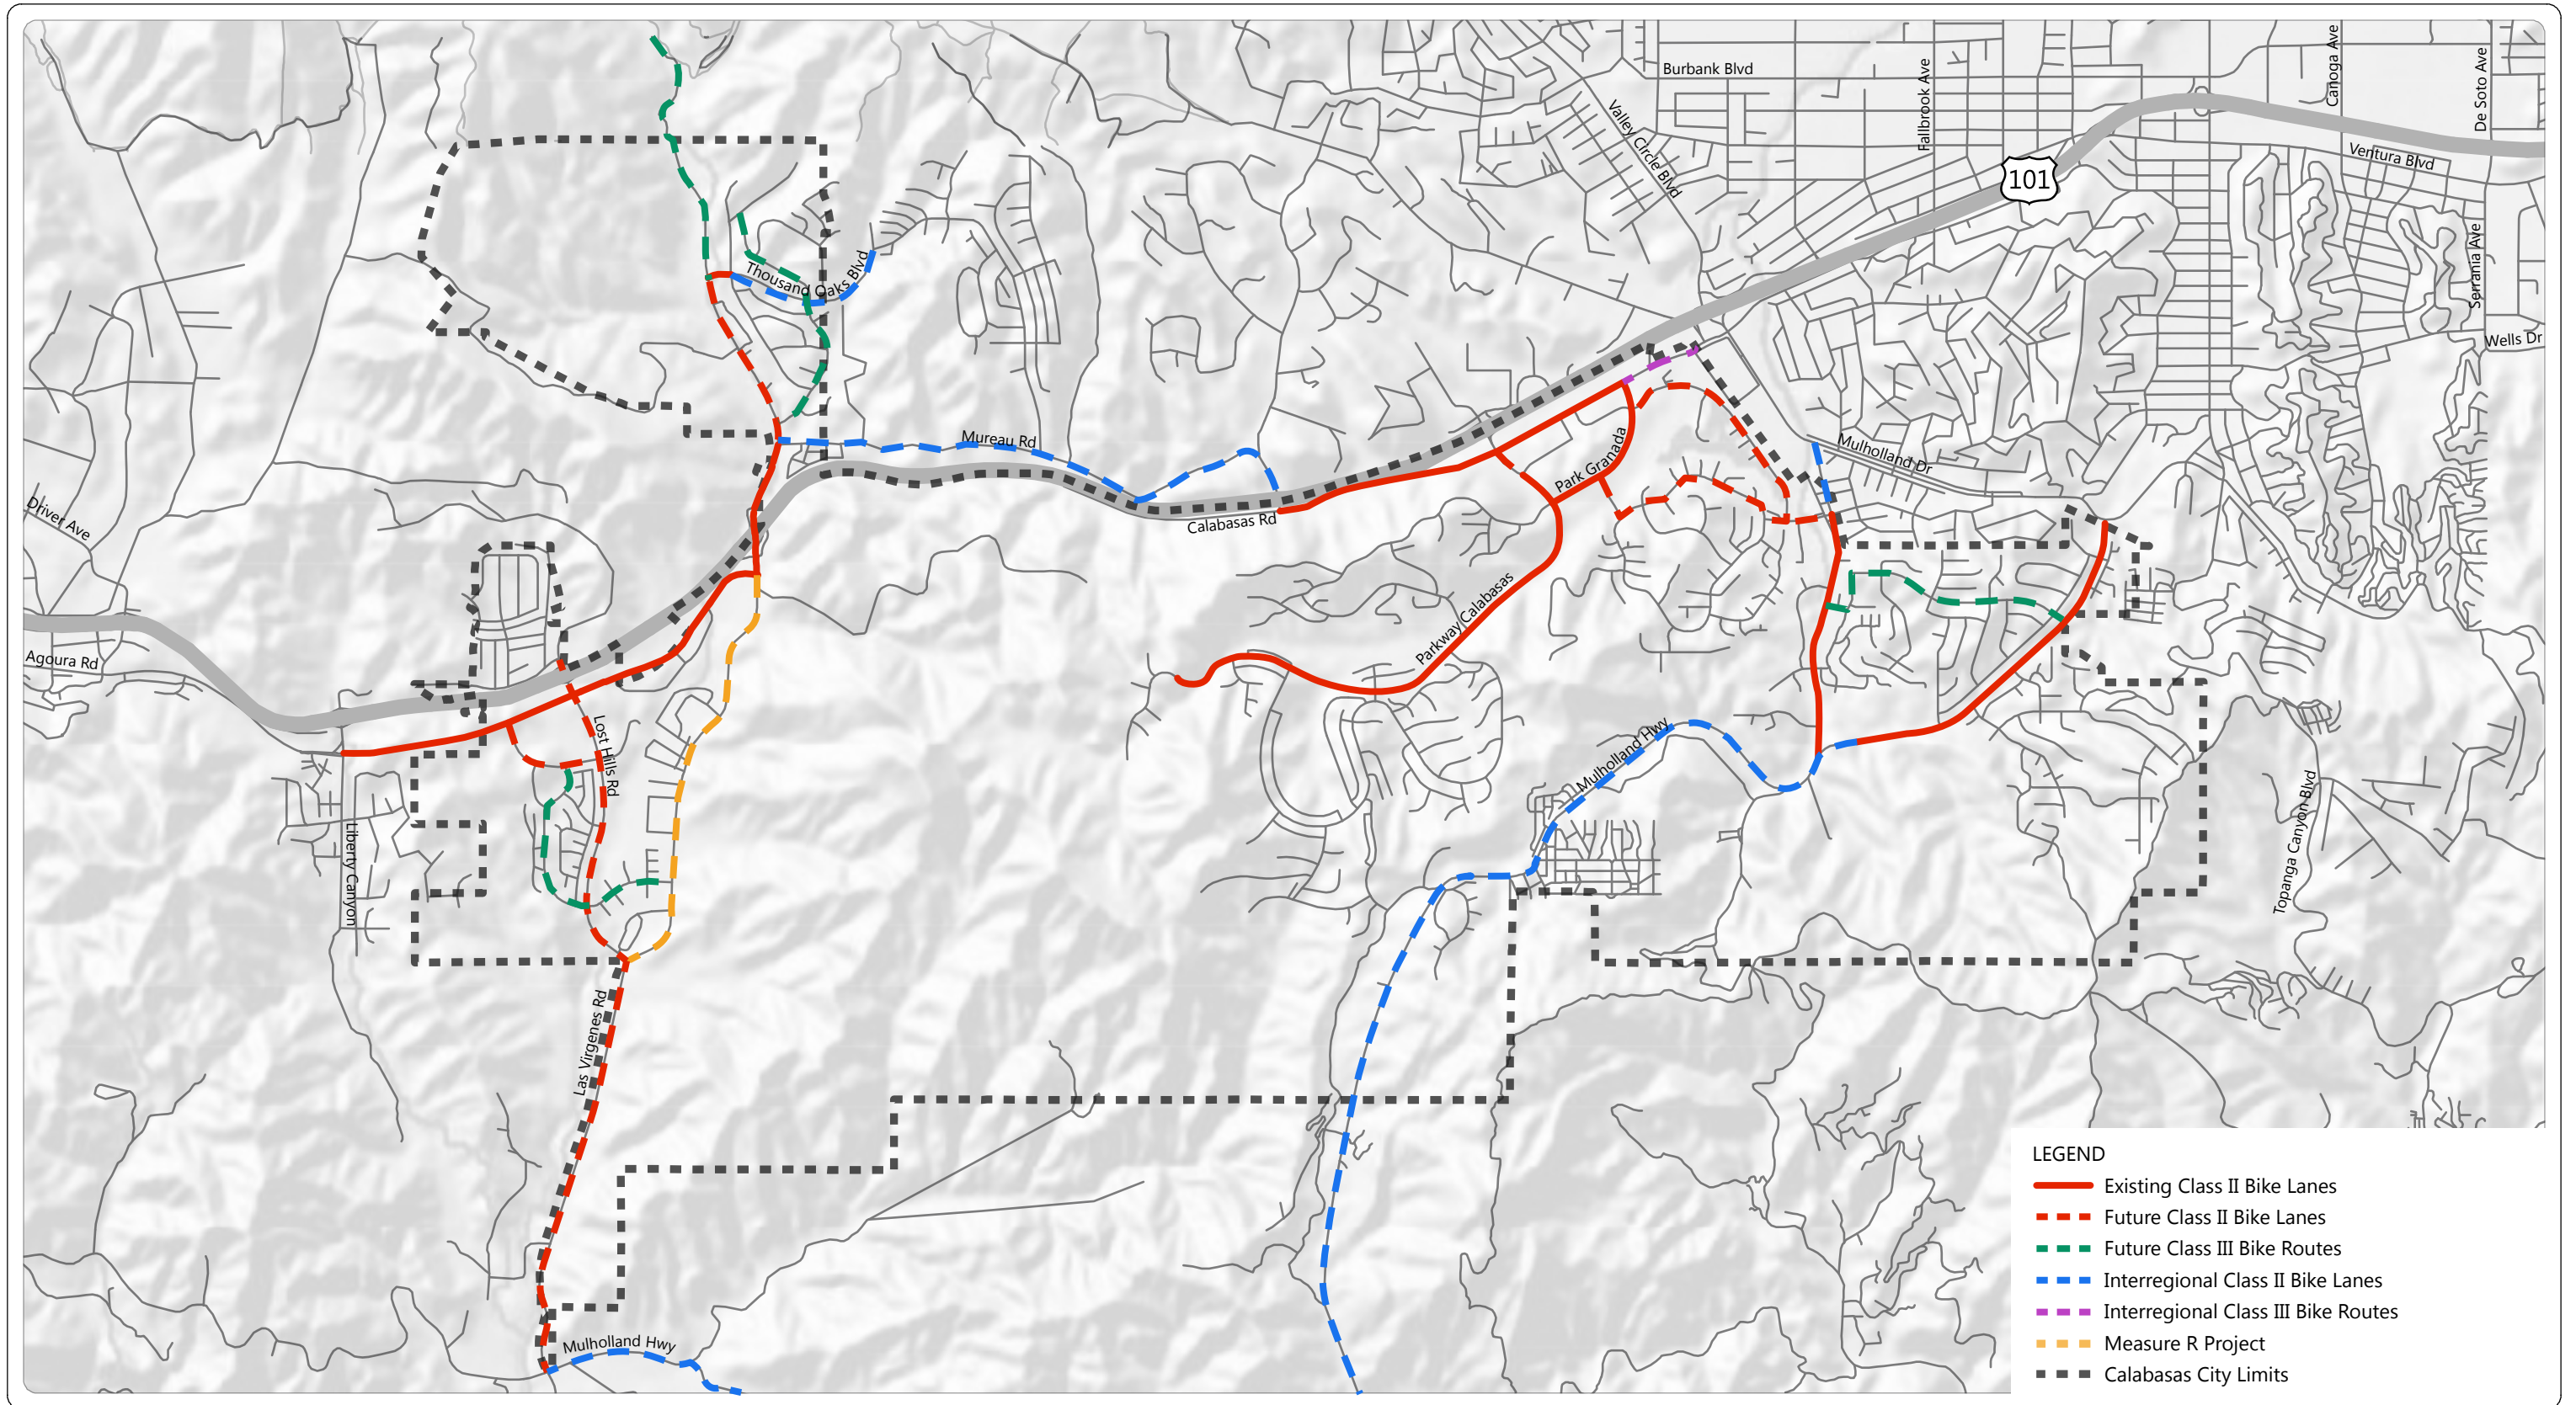 Burbank Blvd
Valley Circle Blvd
Fallbrook Ave
Canoga Ave
De Soto Ave
101
Ventura Blvd
Serrania Ave
Wells Dr
Thousand Oaks Blvd
Mureau Rd
Park Granada
Mulholland Dr
Driver Ave
Calabasas Rd
Parkway Calabasas
Agoura Rd
Lost Hills Rd
Mulholland Hwy
Liberty Canyon
Topanga Canyon Blvd
Las Virgenes Rd
Mulholland Hwy
LEGEND
Existing Class II Bike Lanes
Future Class II Bike Lanes
Future Class III Bike Routes
Interregional Class II Bike Lanes
Interregional Class III Bike Routes
Measure R Project
Calabasas City Limits